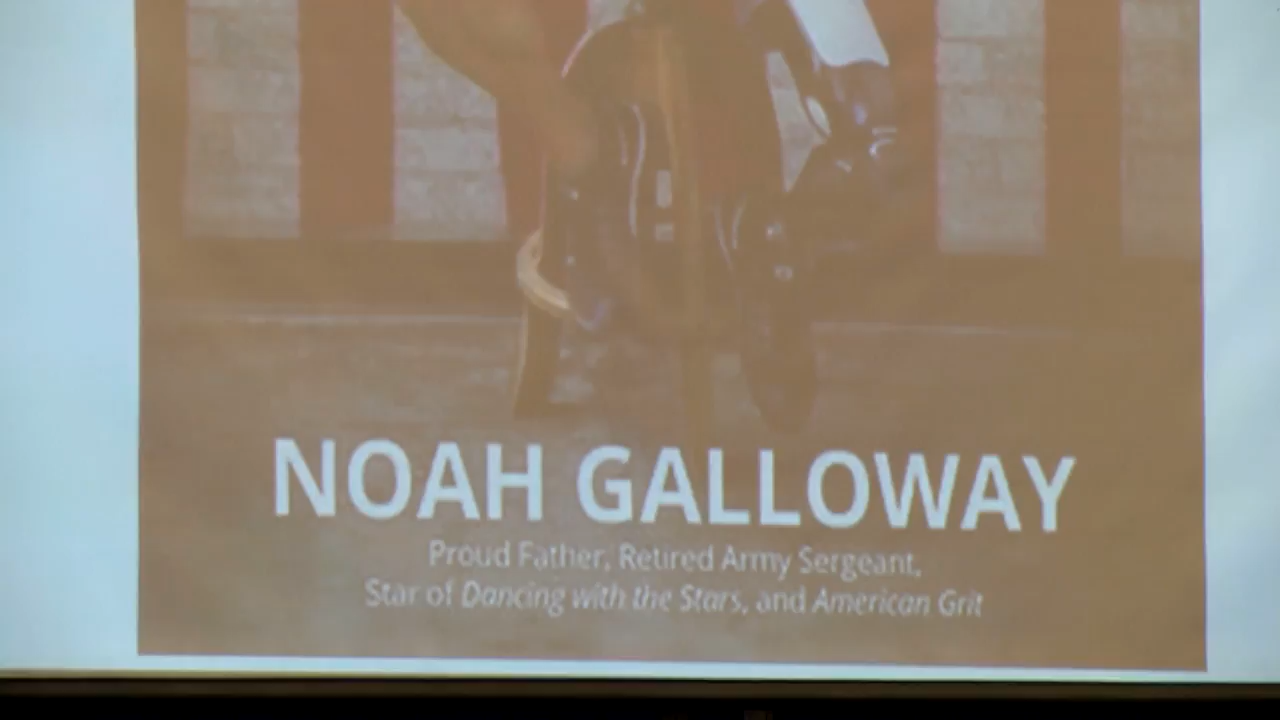 NOAH GALLOWAY
Proud Father, Retired Army Sergeant,
Star of Dancing with the Stars, and American Grit